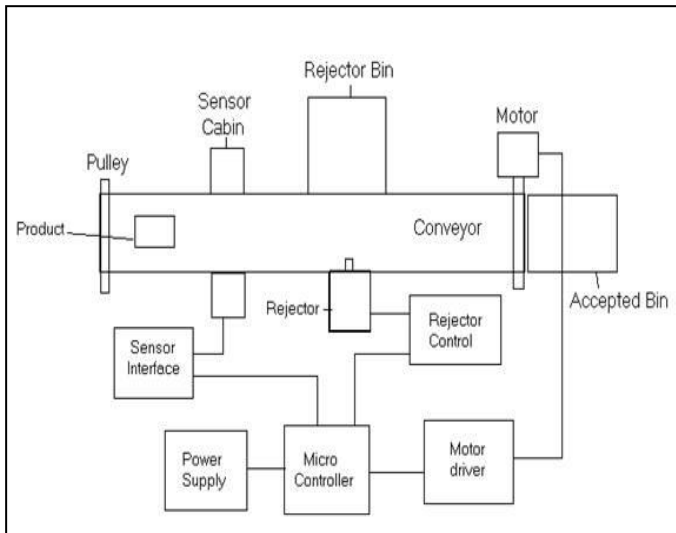 Rejector Bin
Sensor
Cabin
Motor
Pulley
Product
Conveyor
Accepted Bin
Rejector
Rejector
Control
Sensor
Interface
Power
Supply
Micro
Controller
Motor
driver